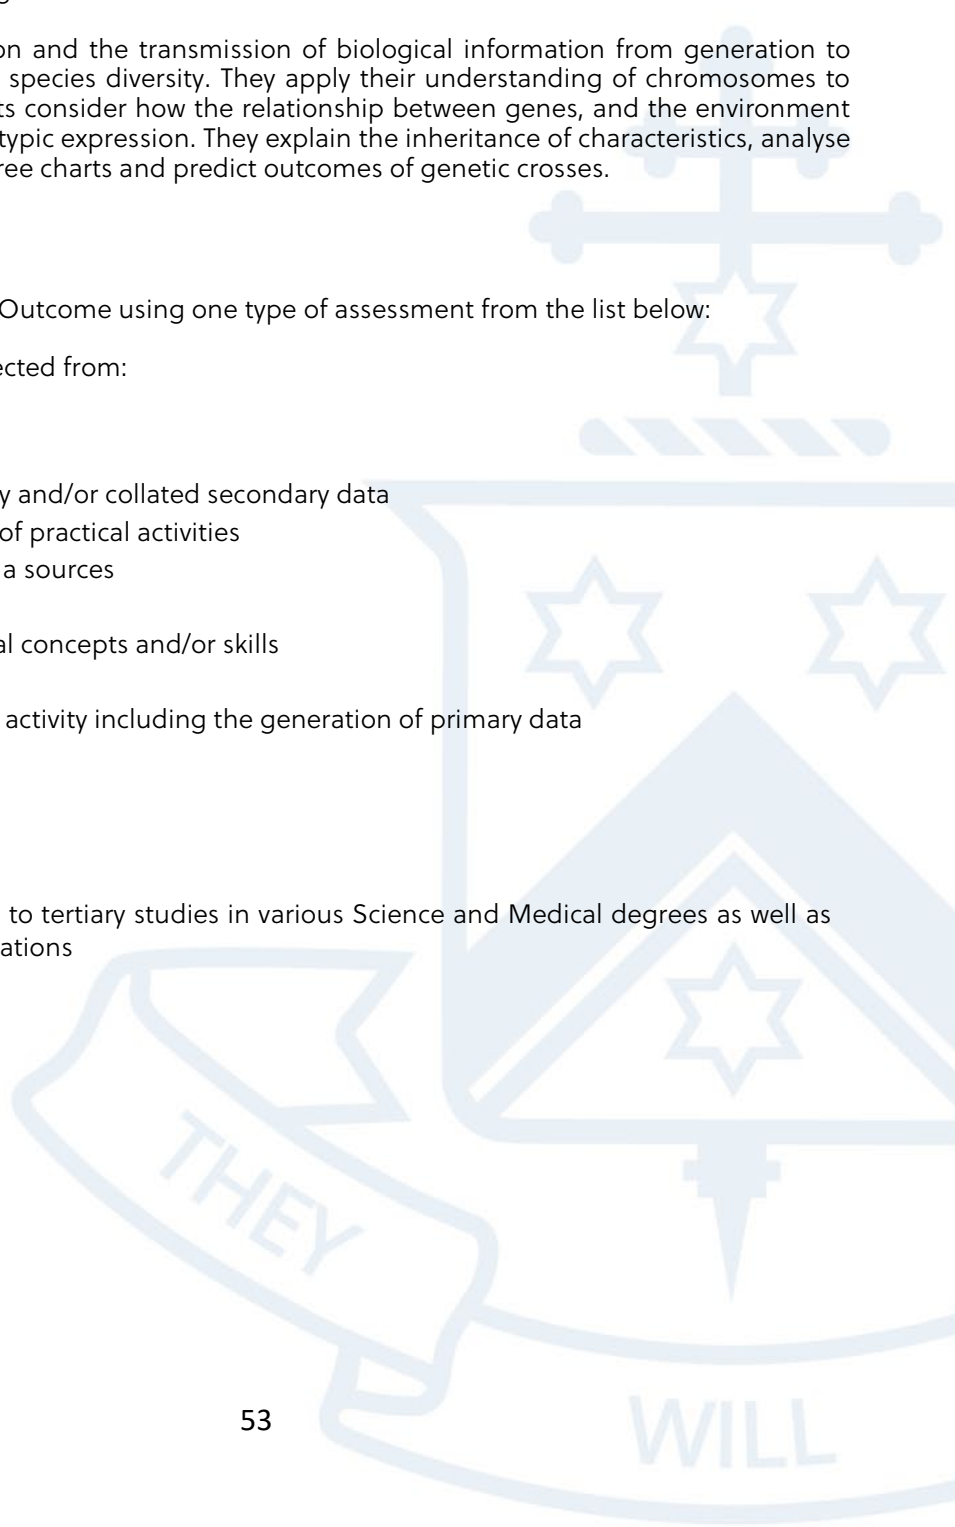 on and the transmission of biological information from generation to
species diversity. They apply their understanding of chromosomes to
ts consider how the relationship between genes, and the environment
typic expression. They explain the inheritance of characteristics, analyse
ree charts and predict outcomes of genetic crosses.
Outcome using one type of assessment from the list below:
ected from:
y and/or collated secondary data
of practical activities
a sources
al concepts and/or skills
activity including the generation of primary data
to tertiary studies in various Science and Medical degrees as well as
ations
THEY
WILL
53